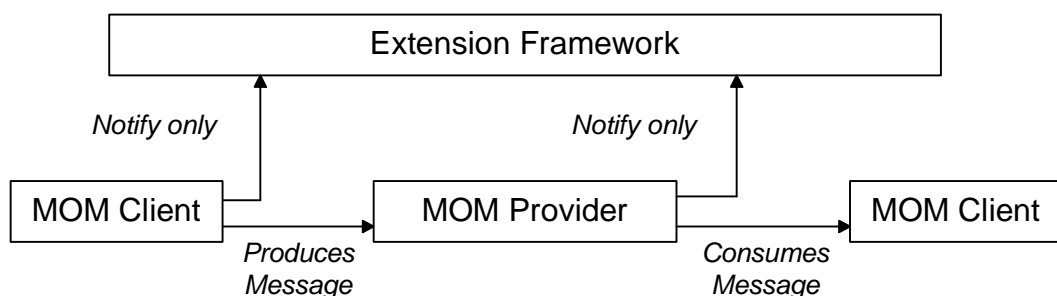 Extension Framework
Notify only
Notify only
MOM Client
MOM Provider
MOM Client
Produces
Message
Consumes
Message